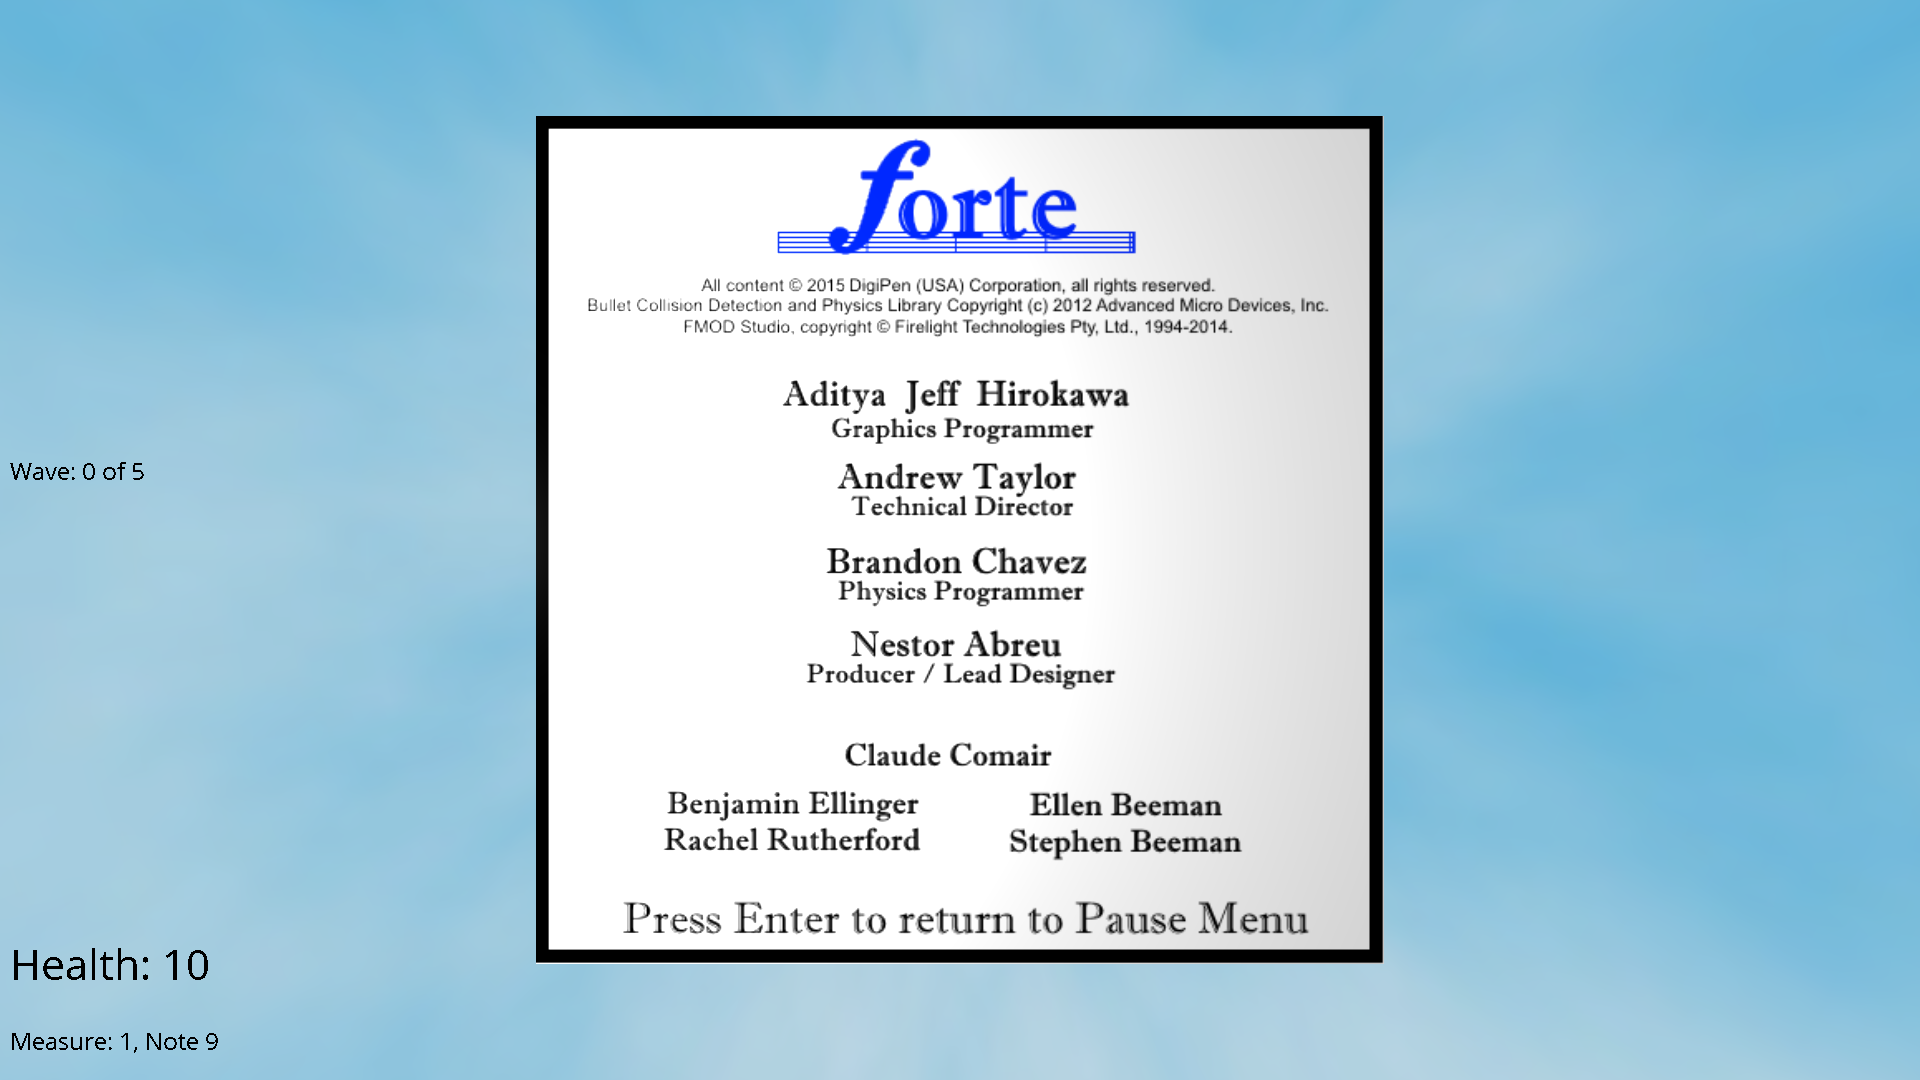 forte
All content © 2015 DigiPen (USA) Corporation, all rights reserved.
Bullet Collision Detection and Physics Library Copyright (c) 2012 Advanced Micro Devices, Inc.
FMOD Studio, copyright © Firelight Technologies Pty, Ltd., 1994-2014.
Aditya Jeff Hirokawa
Graphics Programmer
Wave: 0 of 5
Andrew Taylor
Technical Director
Brandon Chavez
Physics Programmer
Nestor Abreu
Producer / Lead Designer
Claude Comair
Benjamin Ellinger
Ellen Beeman
Rachel Rutherford
Stephen Beeman
Press Enter to return to Pause Menu
Health: 10
Measure: 1, Note 9